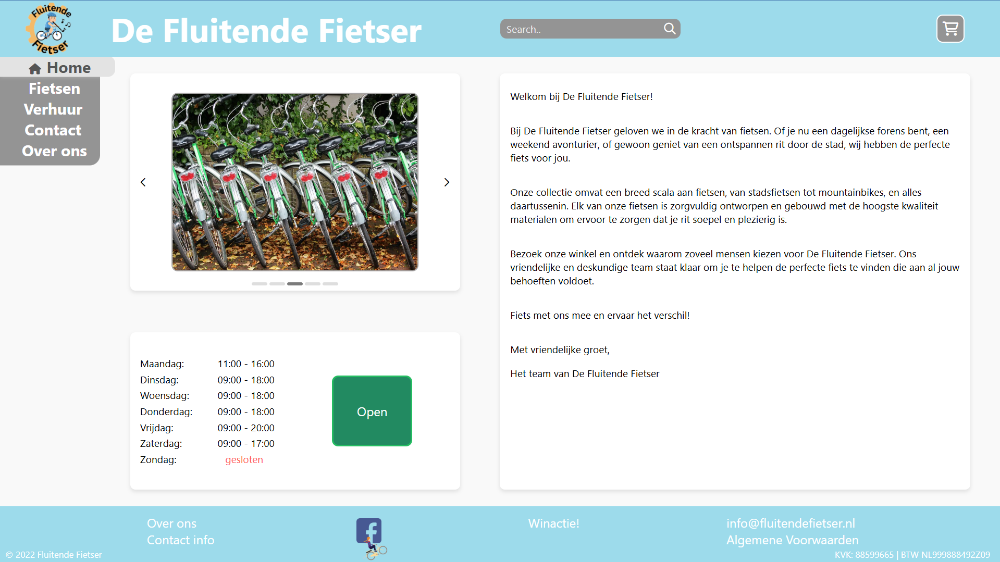 Fluitende
Fietser
De Fluitende Fietser
Search..
Home
Fietsen
Verhuur
Contact
Over ons
Welkom bij De Fluitende Fietser!
Bij De Fluitende Fietser geloven we in de kracht van fietsen. Of je nu een dagelijkse forens bent, een
weekend avonturier, of gewoon geniet van een ontspannen rit door de stad, wij hebben de perfecte
fiets voor jou.
Onze collectie omvat een breed scala aan fietsen, van stadsfietsen tot mountainbikes, en alles
daartussenin. Elk van onze fietsen is zorgvuldig ontworpen en gebouwd met de hoogste kwaliteit
materialen om ervoor te zorgen dat je rit soepel en plezierig is.
Bezoek onze winkel en ontdek waarom zoveel mensen kiezen voor De Fluitende Fietser. Ons
vriendelijke en deskundige team staat klaar om je te helpen de perfecte fiets te vinden die aan al jouw
behoeften voldoet.
Fiets met ons mee en ervaar het verschil!
Met vriendelijke groet,
Het team van De Fluitende Fietser
Maandag: 11:00 - 16:00
Dinsdag: 09:00 - 18:00
Woensdag: 09:00 - 18:00
Donderdag: 09:00 - 18:00
Vrijdag: 09:00 - 20:00
Zaterdag: 09:00 - 17:00
Zondag: gesloten
Open
Over ons
Contact info
Winactie!
info@fluitendefietser.nl
Algemene Voorwaarden
© 2022 Fluitende Fietser
KVK: 88599665 | BTW NL999888492Z09